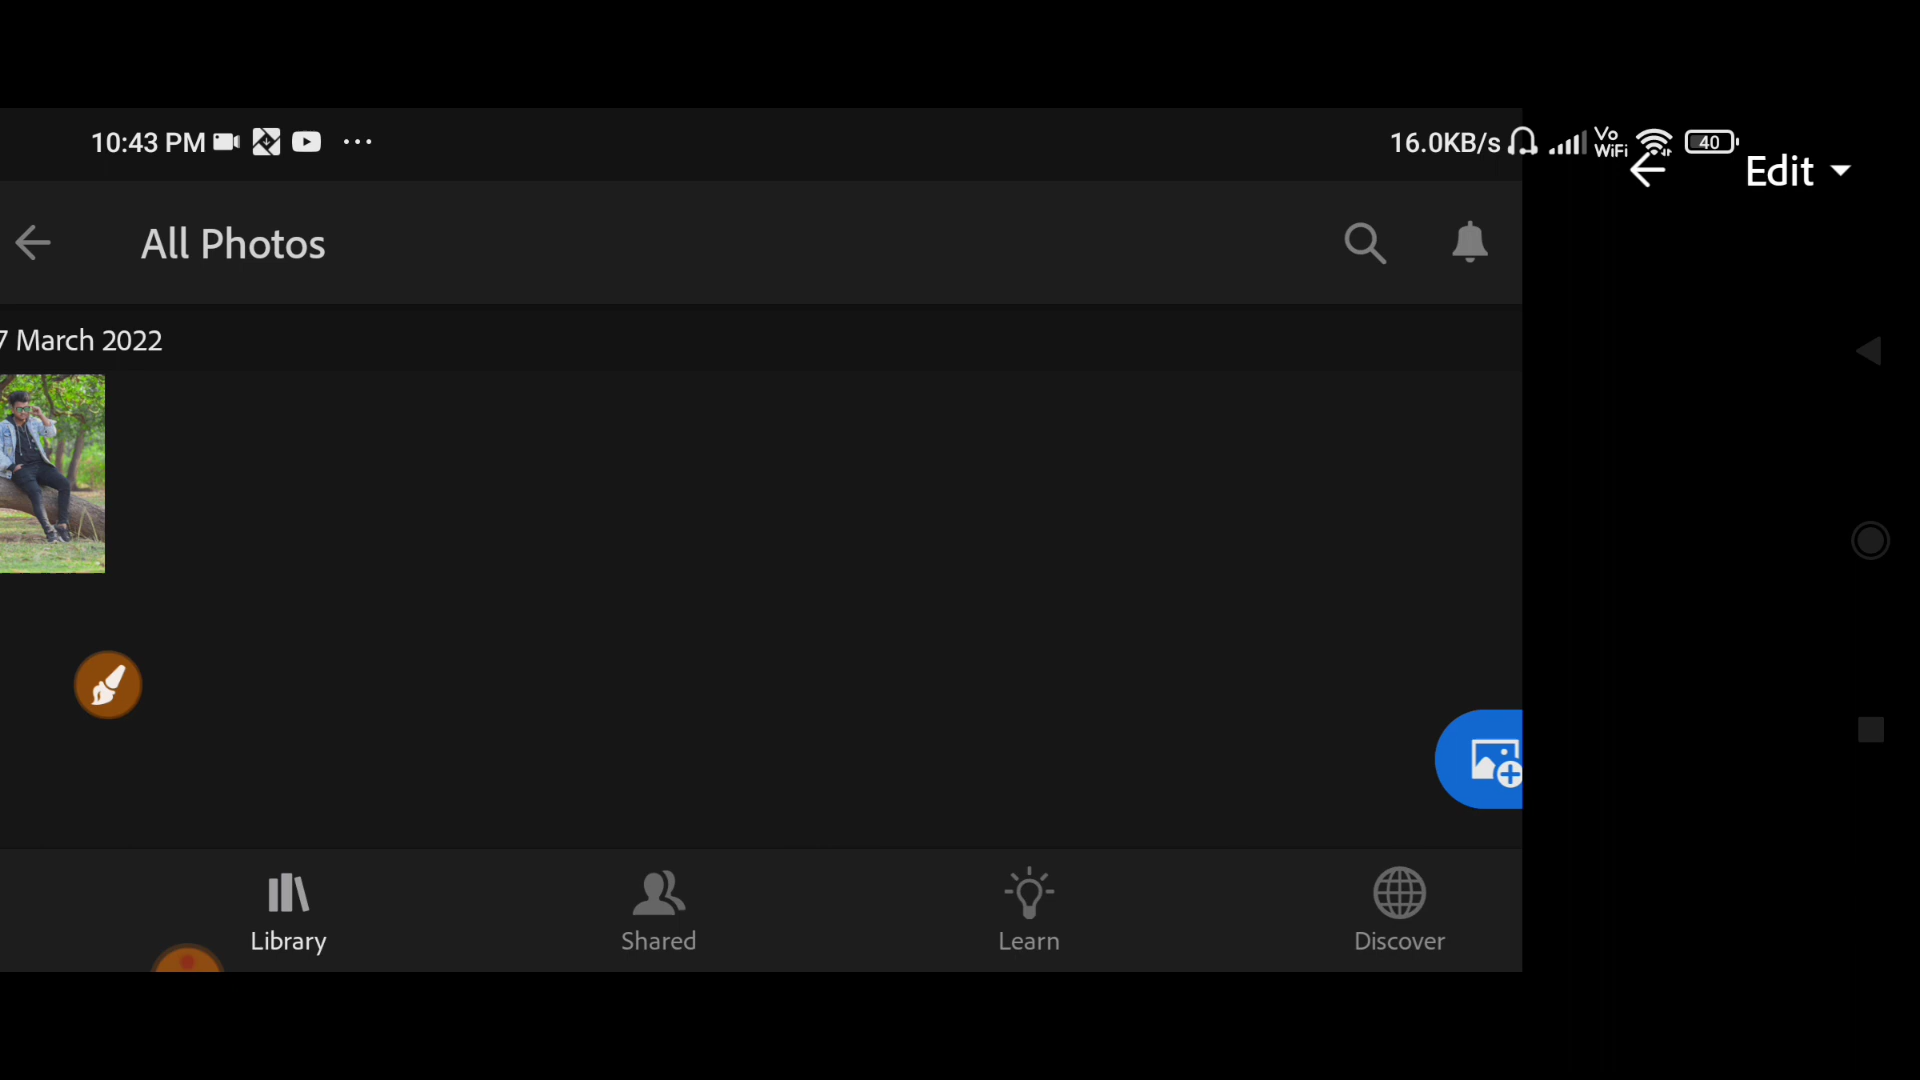 10:43 PM ... 16.0KB/s Vo WiFi 40
Edit
All Photos
7 March 2022
Library Shared Learn Discover